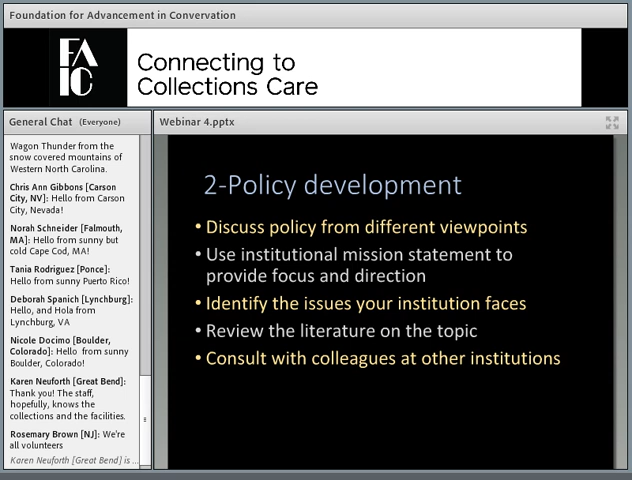 Foundation for Advancement in Convervation
FA
IC
Connecting to
Collections Care
General Chat (Everyone)
Wagon Thunder from the
snow covered mountains of
Western North Carolina.
Chris Ann Gibbons [Carson
City, NV]: Hello from Carson
City, Nevada!
Norah Schneider [Falmouth,
MA]: Hello from sunny but
cold Cape Cod, MA!
Tania Rodriguez [Ponce]:
Hello from sunny Puerto Rico!
Deborah Spanich [Lynchburg]:
Hello, and Hola from
Lynchburg, VA
Nicole Docimo [Boulder,
Colorado]: Hello from sunny
Boulder, Colorado!
Karen Neuforth [Great Bend]:
Thank you! The staff,
hopefully, knows the
collections and the facilities.
Rosemary Brown [NJ]: We're
all volunteers
Karen Neuforth [Great Bend] is ...
Webinar 4.pptx
2-Policy development
• Discuss policy from different viewpoints
• Use institutional mission statement to
provide focus and direction
• Identify the issues your institution faces
• Review the literature on the topic
• Consult with colleagues at other institutions